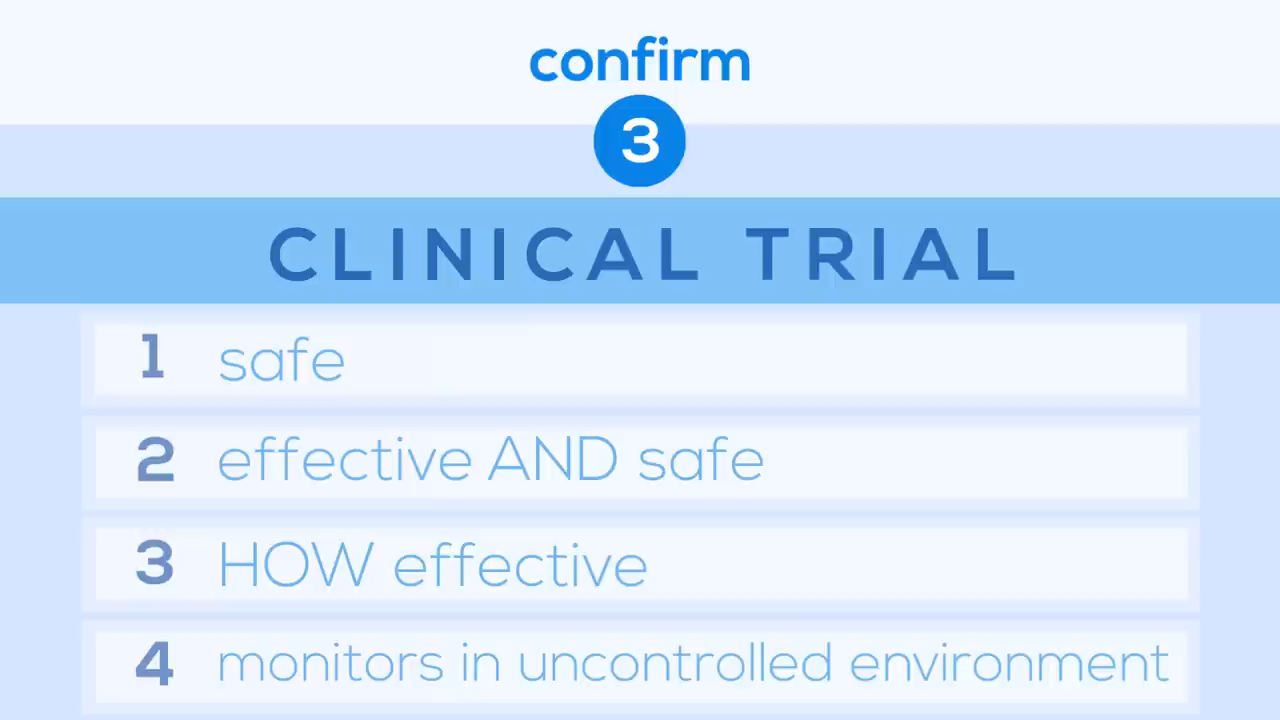 confirm
3
CLINICAL TRIAL
1 safe
2 effective AND safe
3 HOW effective
4 monitors in uncontrolled environment